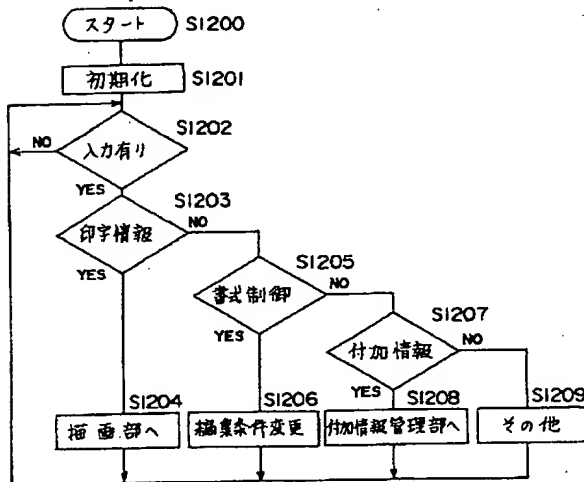 スタート S1200
初期化 S1201
S1202
NO 入力有り
YES
S1203
印字情報 NO
YES
S1205
書式制御 NO
YES
S1207
付加情報 NO
YES
S1204 S1206 S1208 S1209
描画部へ 編集条件変更 付加情報管理部へ その他